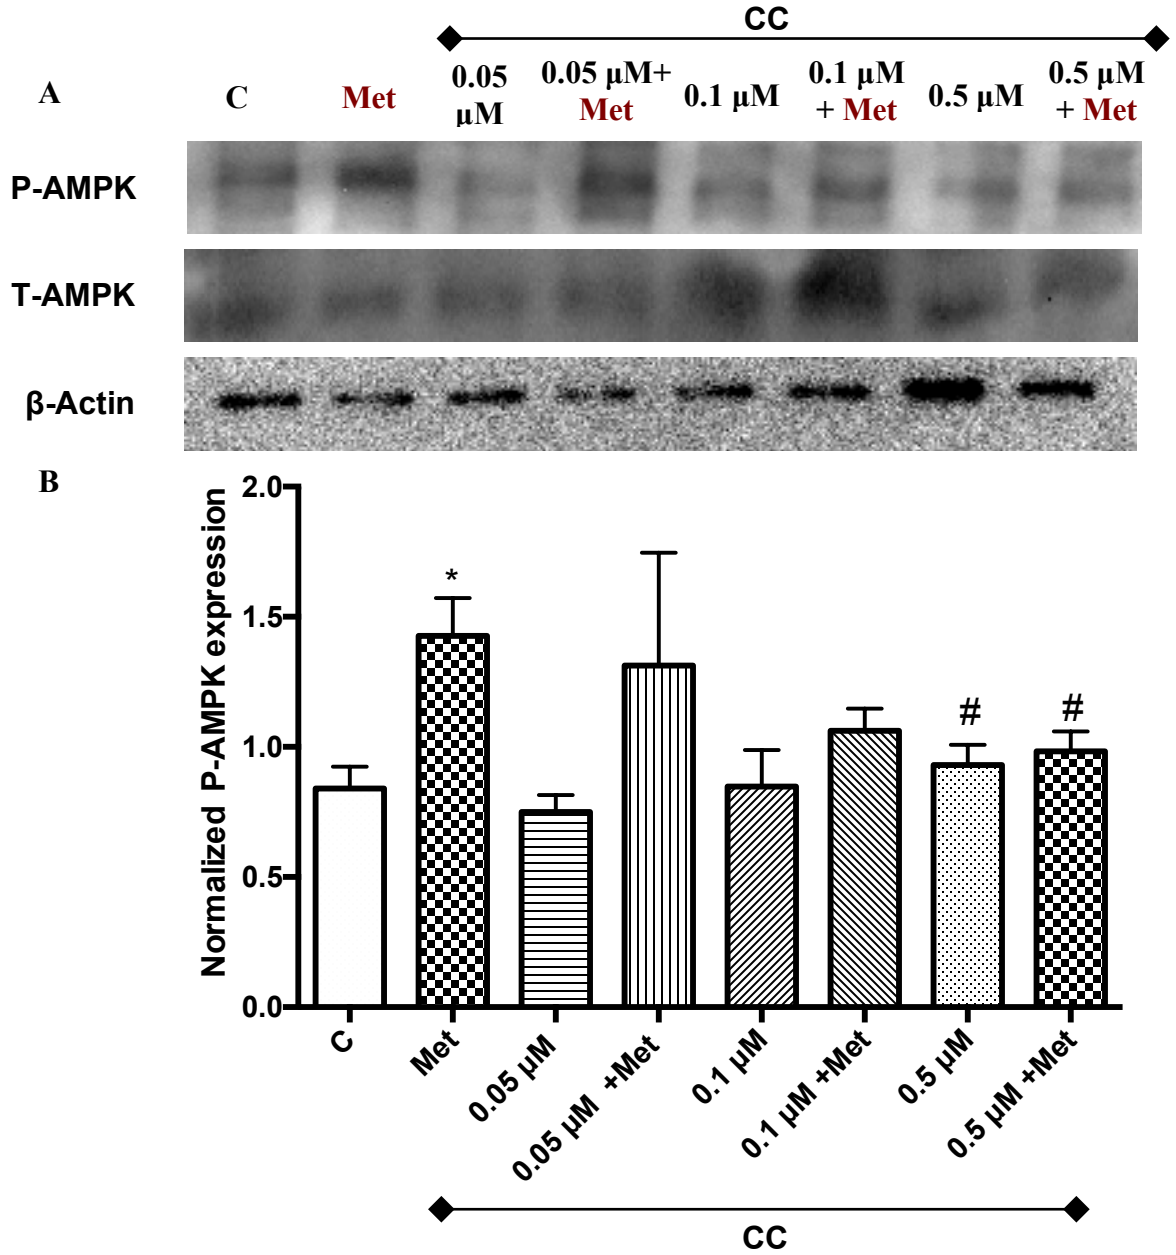 CC
A
C
Met
0.05
μM
0.05 μM+
Met
0.1 μM
0.1 μM
+ Met
0.5 μM
0.5 μM
+ Met
P-AMPK
T-AMPK
β-Actin
B
Normalized P-AMPK expression
2.0
1.5
1.0
0.5
0.0
*
#
#
C
Met
0.05 μM
0.05 μM +Met
0.1 μM
0.1 μM +Met
0.5 μM
0.5 μM +Met
CC